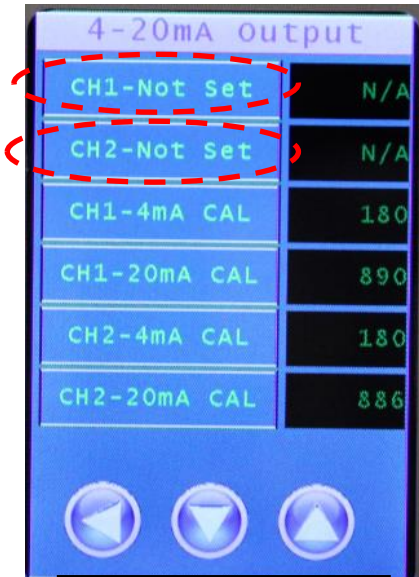 4-20mA Output
CH1-Not Set N/A
CH2-Not Set N/A
CH1-4mA CAL 180
CH1-20mA CAL 890
CH2-4mA CAL 180
CH2-20mA CAL 886